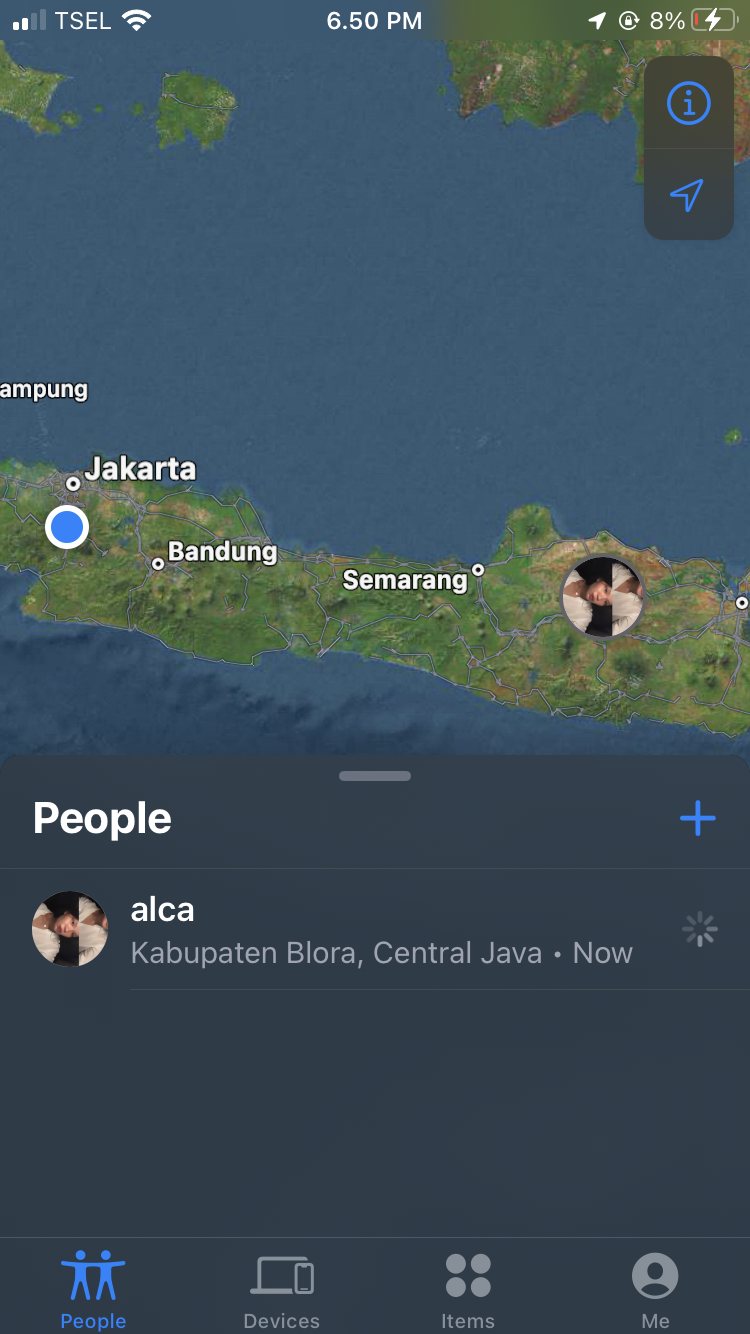 TSEL 6.50 PM 8%
ampung
Jakarta
Bandung
Semarang
People
alca
Kabupaten Blora, Central Java • Now
People Devices Items Me